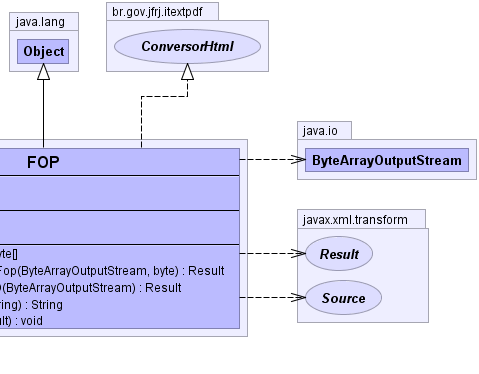 java.lang
Object
br.gov.jfrj.itextpdf
ConversorHtml
FOP
java.io
ByteArrayOutputStream
javax.xml.transform
Result
Source
yte[]
Fop(ByteArrayOutputStream, byte) : Result
(ByteArrayOutputStream) : Result
ring) : String
ult) : void